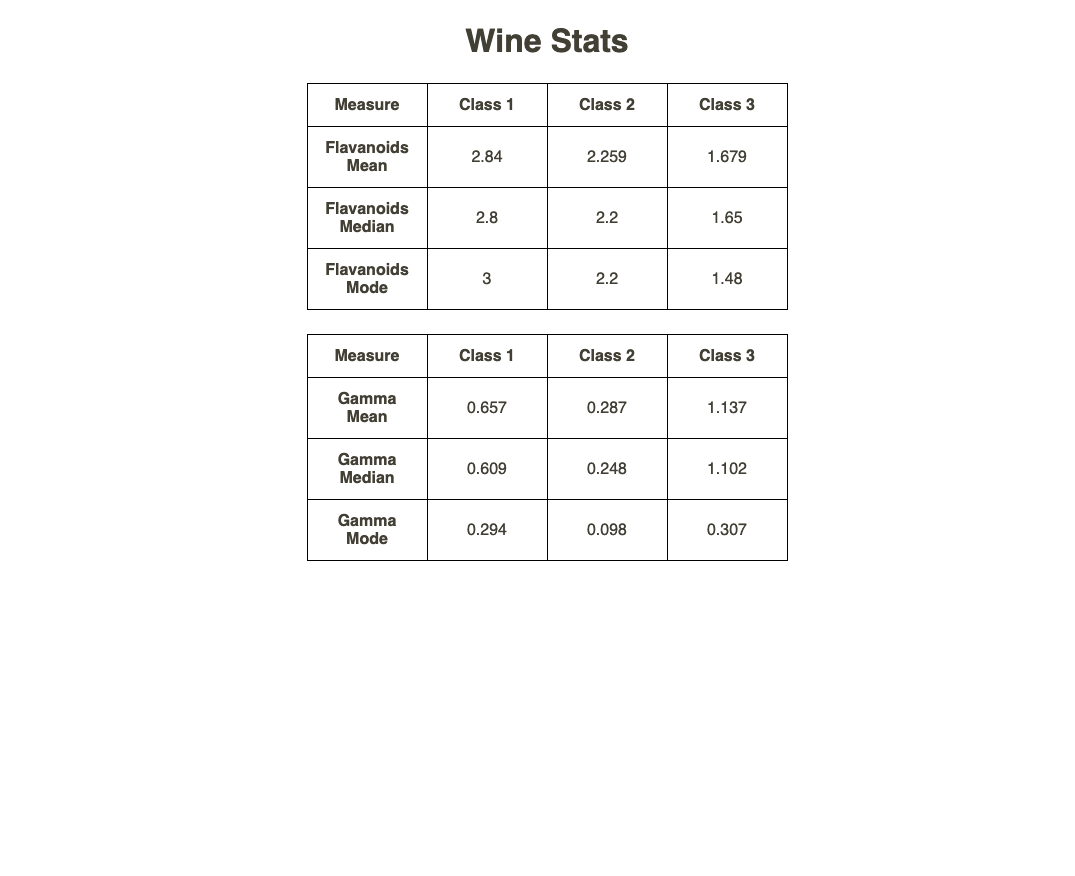 Wine Stats
Measure Class 1 Class 2 Class 3
Flavanoids
Mean 2.84 2.259 1.679
Flavanoids
Median 2.8 2.2 1.65
Flavanoids
Mode 3 2.2 1.48
Measure Class 1 Class 2 Class 3
Gamma
Mean 0.657 0.287 1.137
Gamma
Median 0.609 0.248 1.102
Gamma
Mode 0.294 0.098 0.307